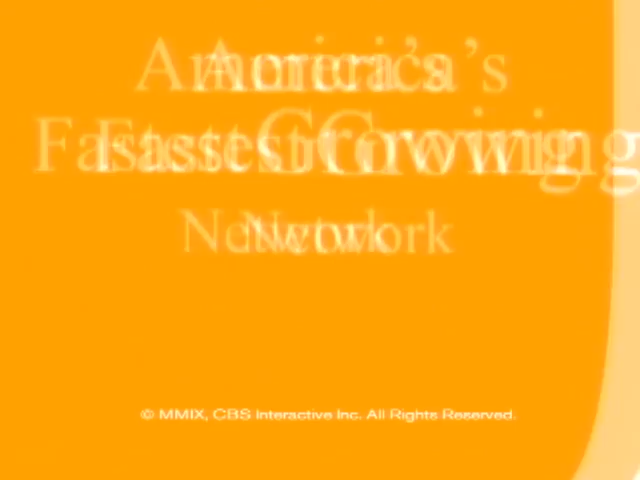 America's
Fastest Growing
Network
© MMIX, CBS Interactive Inc. All Rights Reserved.